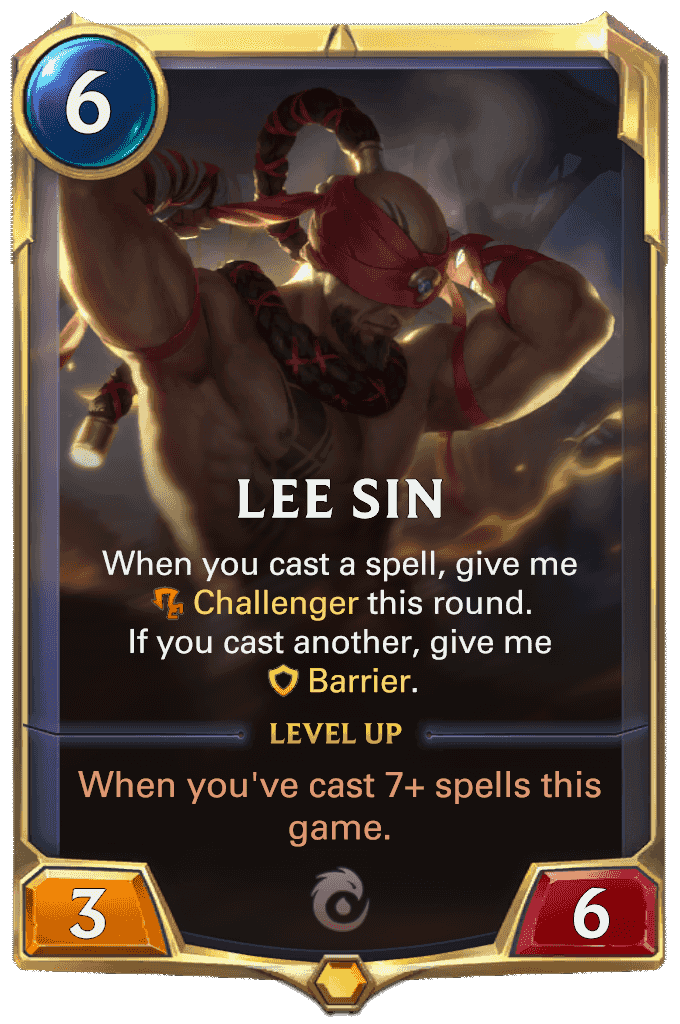 6
LEE SIN
When you cast a spell, give me
Challenger this round.
If you cast another, give me
Barrier.
LEVEL UP
When you've cast 7+ spells this
game.
3
6